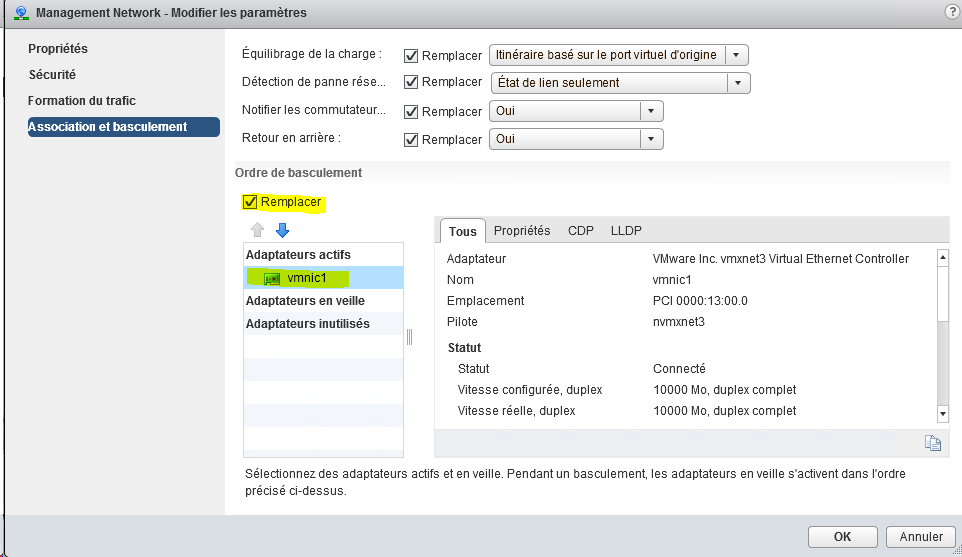 Management Network - Modifier les paramètres
?
Propriétés
Sécurité
Formation du trafic
Association et basculement
Équilibrage de la charge : Remplacer Itinéraire basé sur le port virtuel d'origine
Détection de panne rése... Remplacer État de lien seulement
Notifier les commutateur... Remplacer Oui
Retour en arrière : Remplacer Oui
Ordre de basculement
Remplacer
Adaptateurs actifs
vmnic1
Adaptateurs en veille
Adaptateurs inutilisés
Tous Propriétés CDP LLDP
Adaptateur VMware Inc. vmxnet3 Virtual Ethernet Controller
Nom vmnic1
Emplacement PCI 0000:13:00.0
Pilote nvmxnet3
Statut
Statut Connecté
Vitesse configurée, duplex 10000 Mo, duplex complet
Vitesse réelle, duplex 10000 Mo, duplex complet
Sélectionnez des adaptateurs actifs et en veille. Pendant un basculement, les adaptateurs en veille s'activent dans l'ordre
précisé ci-dessus.
OK Annuler